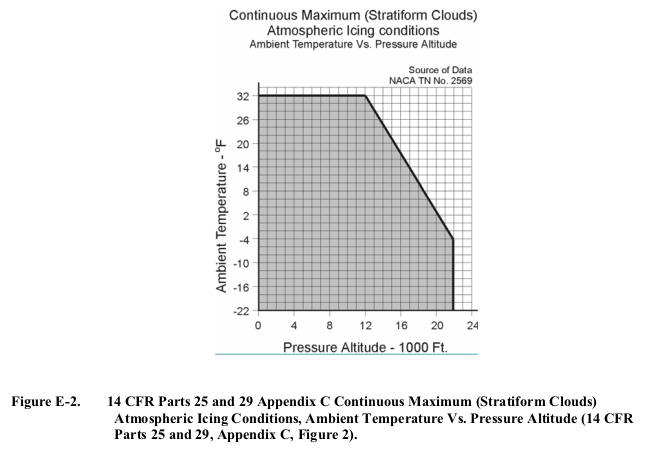 Continuous Maximum (Stratiform Clouds)
Atmospheric Icing conditions
Ambient Temperature Vs. Pressure Altitude
Source of Data
NACA TN No. 2569
32
26
20
14
8
2
-4
-10
-16
-22
Ambient Temperature - °F
0 4 8 12 16 20 24
Pressure Altitude - 1000 Ft.
Figure E-2. 14 CFR Parts 25 and 29 Appendix C Continuous Maximum (Stratiform Clouds)
Atmospheric Icing Conditions, Ambient Temperature Vs. Pressure Altitude (14 CFR
Parts 25 and 29, Appendix C, Figure 2).